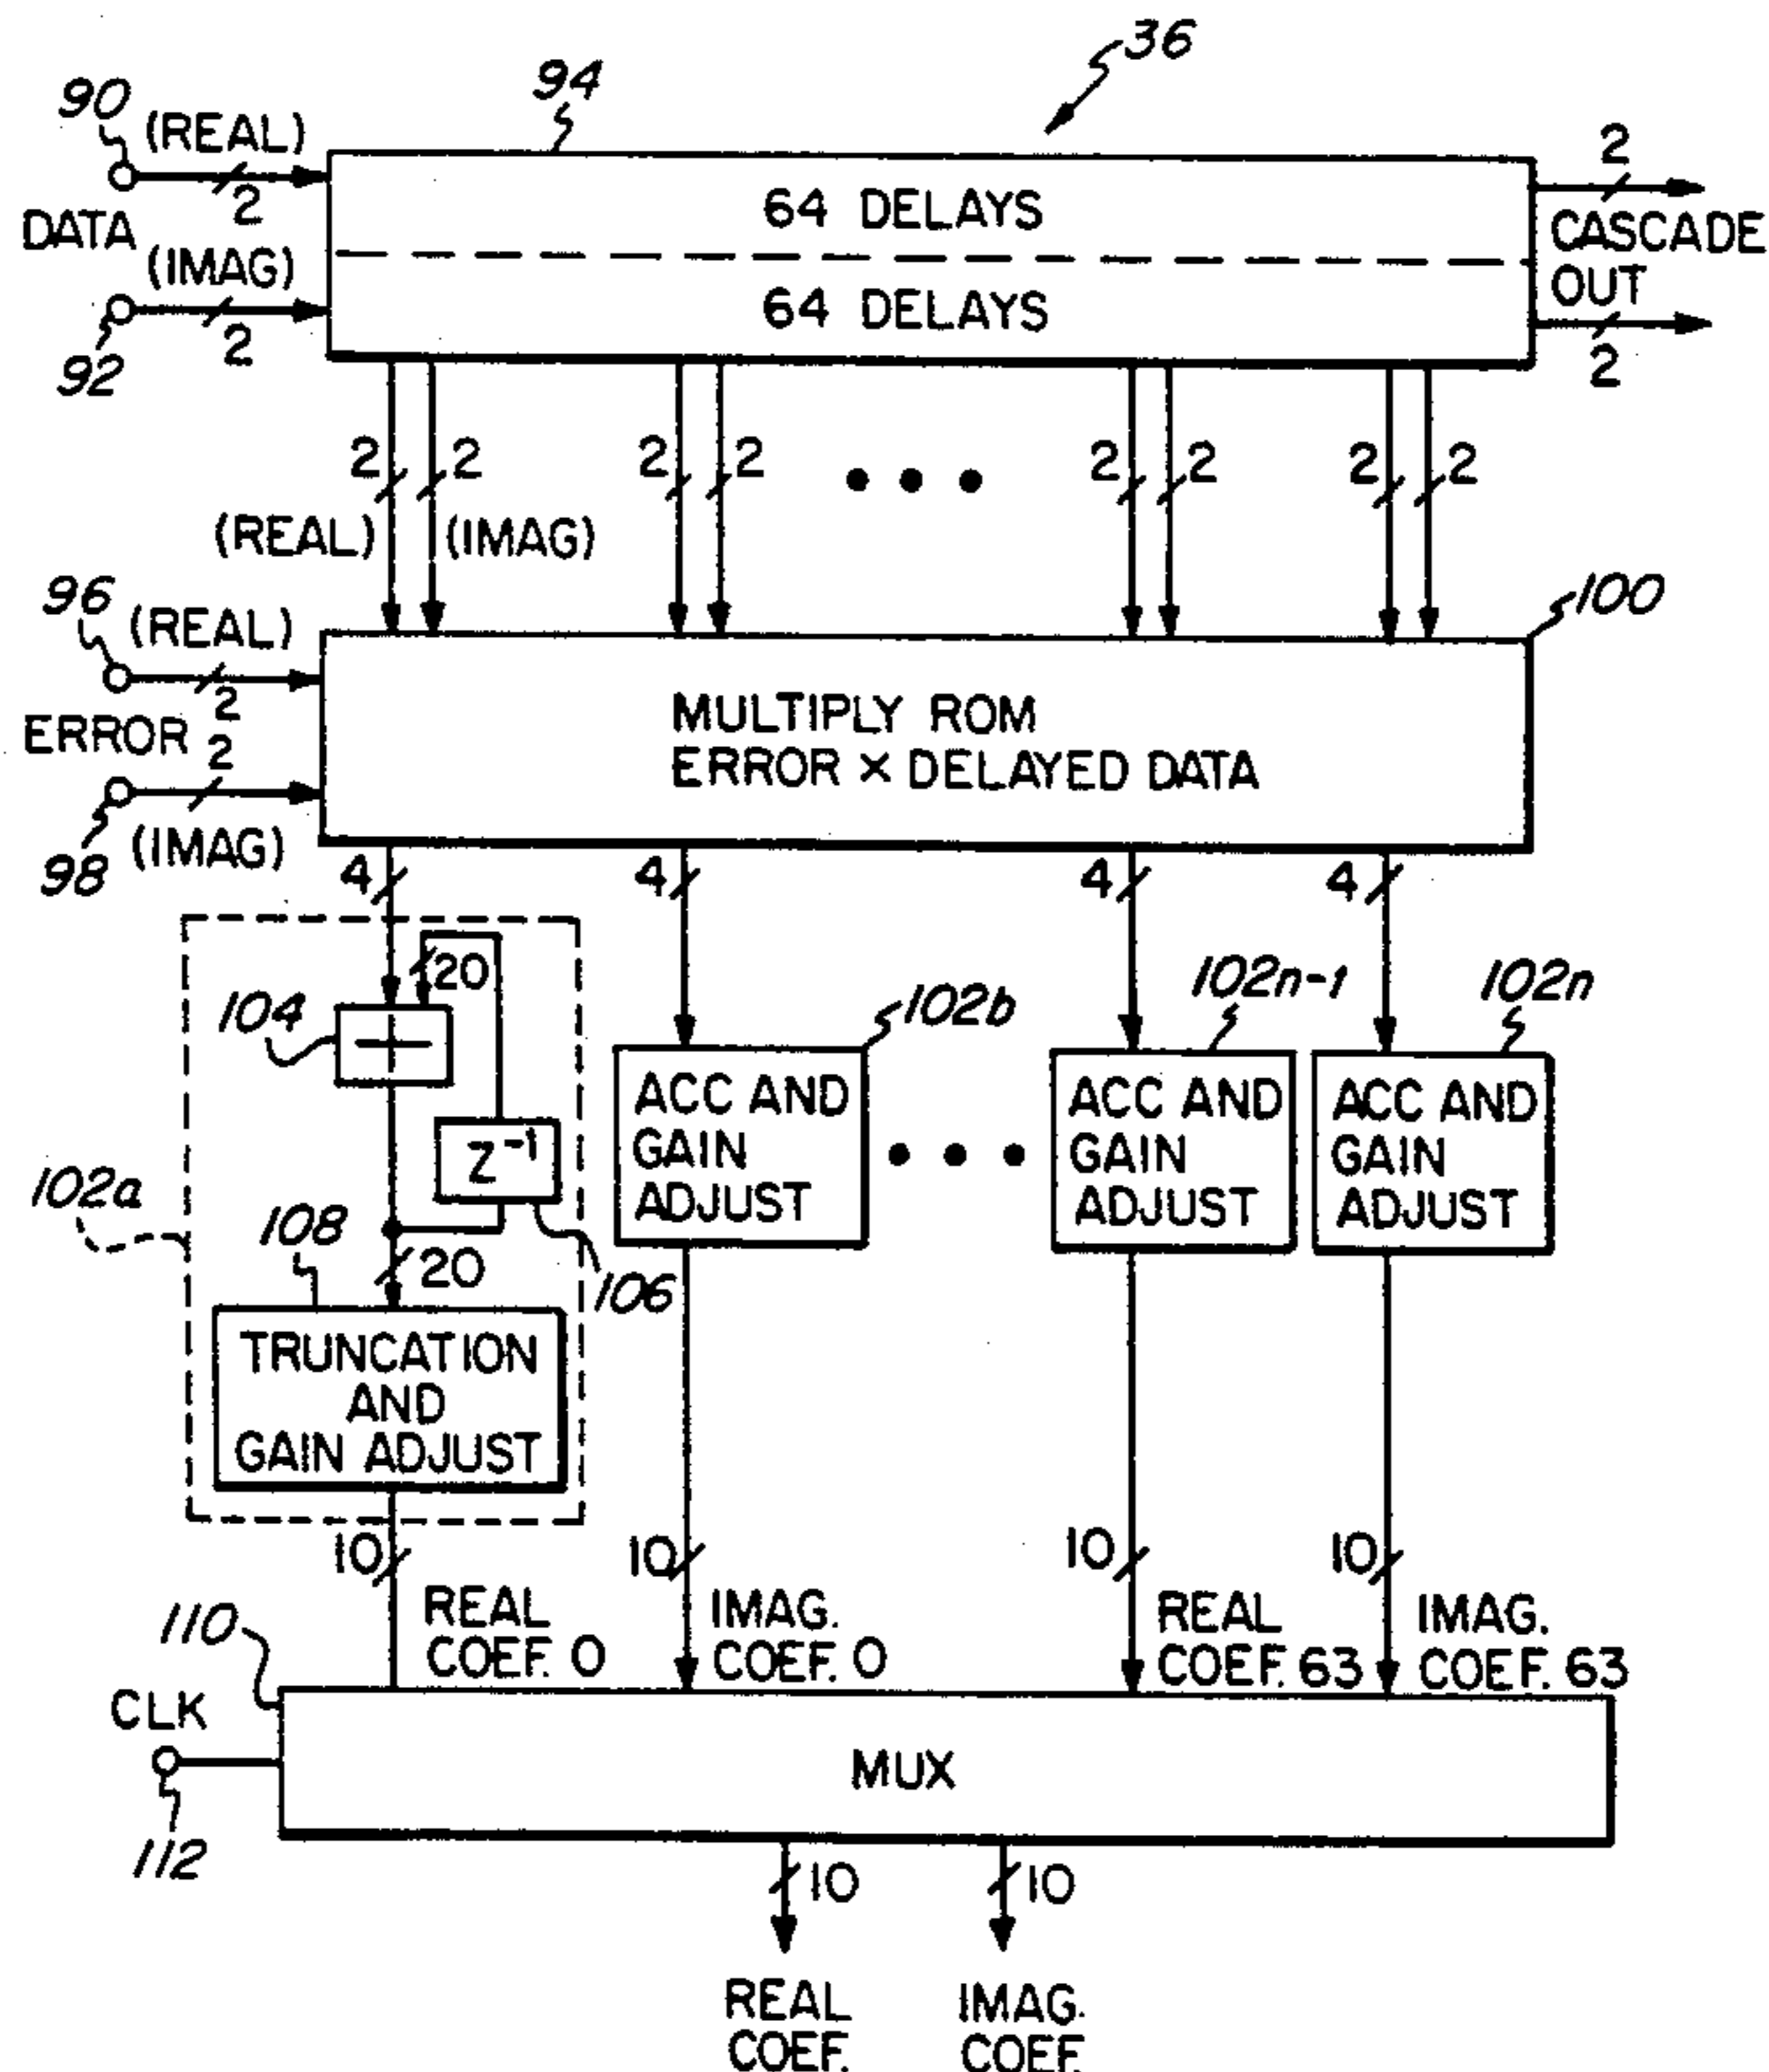 36
94
90
(REAL)
2
2
64 DELAYS
DATA
CASCADE
OUT
(IMAG)
64 DELAYS
2
92
2
2 2 2 2 2 2 2 2
(REAL) (IMAG)
96
100
(REAL)
2
MULTIPLY ROM
ERROR 2
ERROR × DELAYED DATA
98
(IMAG)
4 4 4 4
20
104
102b
102n-1
102n
ACC AND
GAIN
ADJUST
ACC AND
GAIN
ADJUST
ACC AND
GAIN
ADJUST
Z⁻¹
102a
108
20
106
TRUNCATION
AND
GAIN ADJUST
10 10 10 10
110
REAL
COEF. 0
IMAG.
COEF. 0
REAL
COEF. 63
IMAG.
COEF. 63
CLK
MUX
112
10 10
REAL
COEF.
IMAG.
COEF.